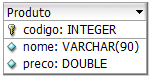 Produto
codigo: INTEGER
nome: VARCHAR(90)
preco: DOUBLE